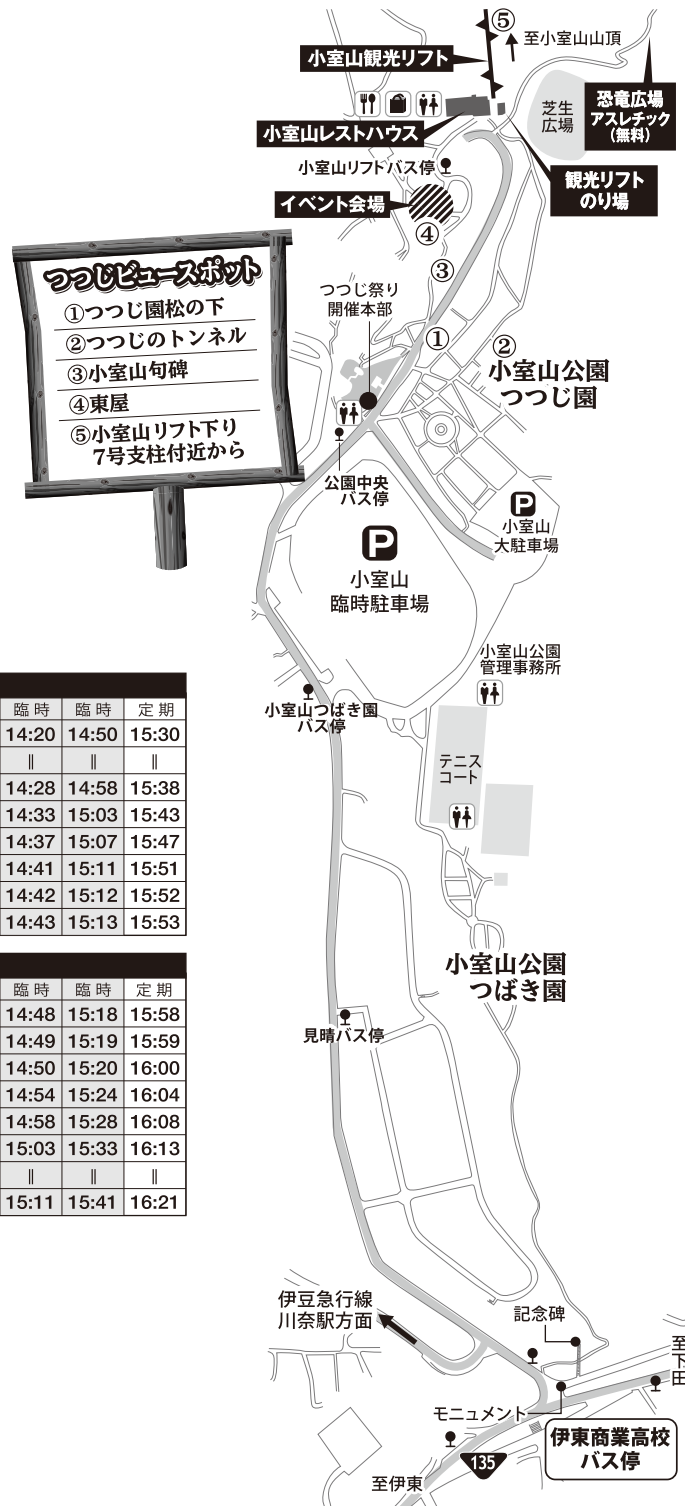 ⑤
至小室山山頂
小室山観光リフト
恐竜広場
アスレチック
(無料)
芝生
広場
小室山レストハウス
小室山リフトバス停
観光リフト
のり場
イベント会場
④
③
つつじビュースポット
①つつじ園松の下
②つつじのトンネル
③小室山句碑
④東屋
⑤小室山リフト下り
7号支柱付近から
つつじ祭り
開催本部
①
②
小室山公園
つつじ園
公園中央
バス停
P
小室山
大駐車場
P
小室山
臨時駐車場
小室山公園
管理事務所
小室山つばき園
バス停
テニス
コート
臨時 臨時 定期
14:20 14:50 15:30
‖ ‖ ‖
14:28 14:58 15:38
14:33 15:03 15:43
14:37 15:07 15:47
14:41 15:11 15:51
14:42 15:12 15:52
14:43 15:13 15:53
臨時 臨時 定期
14:48 15:18 15:58
14:49 15:19 15:59
14:50 15:20 16:00
14:54 15:24 16:04
14:58 15:28 16:08
15:03 15:33 16:13
‖ ‖ ‖
15:11 15:41 16:21
小室山公園
つばき園
見晴バス停
伊豆急行線
川奈駅方面
記念碑
至下田
モニュメント
伊東商業高校
バス停
135
至伊東